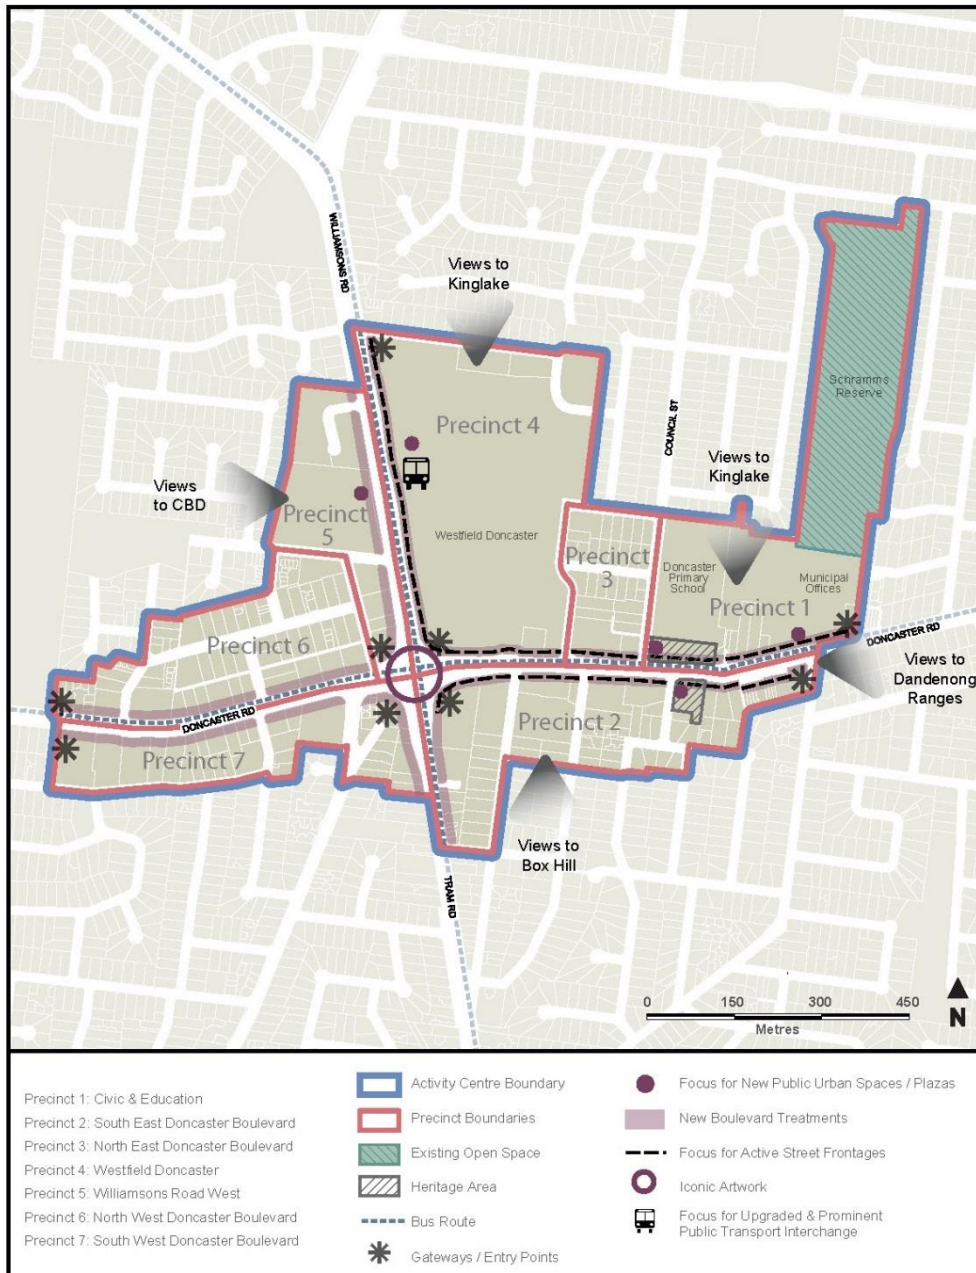 WILLIAMSONS RD
Views to
Kinglake
Schramms
Reserve
Precinct 4
COUNCIL ST
Views to
Kinglake
Views
to CBD
Precinct
5
Westfield Doncaster
Precinct
3
Doncaster
Primary
School
Municipal
Offices
Precinct 1
DONCASTER RD
Precinct 6
Views to
Dandenong
Ranges
DONCASTER RD
Precinct 2
Precinct 7
Views to
Box Hill
TRAM RD
0 150 300 450
Metres
N
Precinct 1: Civic & Education
Precinct 2: South East Doncaster Boulevard
Precinct 3: North East Doncaster Boulevard
Precinct 4: Westfield Doncaster
Precinct 5: Williamsons Road West
Precinct 6: North West Doncaster Boulevard
Precinct 7: South West Doncaster Boulevard
Activity Centre Boundary
Precinct Boundaries
Existing Open Space
Heritage Area
Bus Route
Gateways / Entry Points
Focus for New Public Urban Spaces / Plazas
New Boulevard Treatments
Focus for Active Street Frontages
Iconic Artwork
Focus for Upgraded & Prominent
Public Transport Interchange